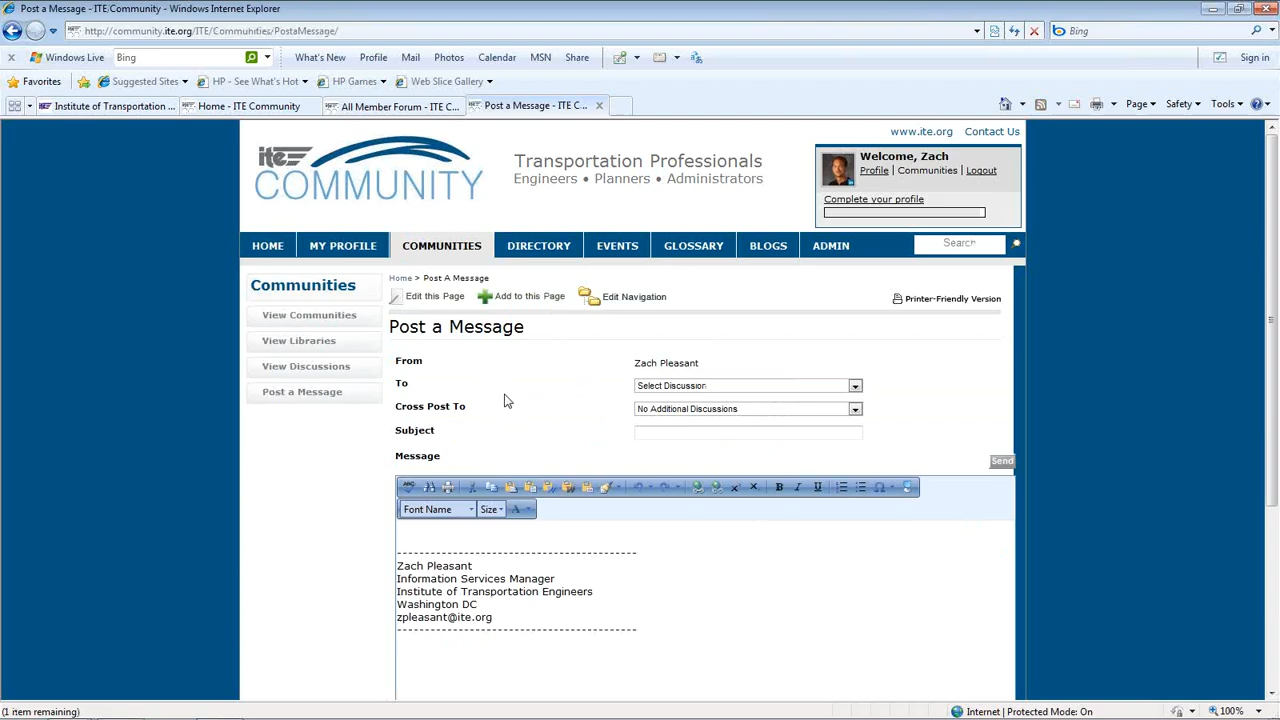 Post a Message - ITE Community - Windows Internet Explorer
http://community.ite.org/ITE/Communities/PostaMessage/
Bing
Windows Live
Bing
What's New Profile Mail Photos Calendar MSN Share
Sign in
Favorites
Suggested Sites
HP - See What's Hot
HP Games
Web Slice Gallery
Institute of Transportation ...
Home - ITE Community
All Member Forum - ITE C...
Post a Message - ITE C...
Page
Safety
Tools
www.ite.org Contact Us
ite
COMMUNITY
Transportation Professionals
Engineers • Planners • Administrators
Welcome, Zach
Profile | Communities | Logout
Complete your profile
HOME MY PROFILE COMMUNITIES DIRECTORY EVENTS GLOSSARY BLOGS ADMIN
Search
Communities
View Communities
View Libraries
View Discussions
Post a Message
Home > Post A Message
Edit this Page
Add to this Page
Edit Navigation
Printer-Friendly Version
Post a Message
From
Zach Pleasant
To
Select Discussion
Cross Post To
No Additional Discussions
Subject
Message
Send
ABC
B I U
Font Name
Size
A
------------------------------------------
Zach Pleasant
Information Services Manager
Institute of Transportation Engineers
Washington DC
zpleasant@ite.org
------------------------------------------
(1 item remaining)
Internet | Protected Mode: On
100%